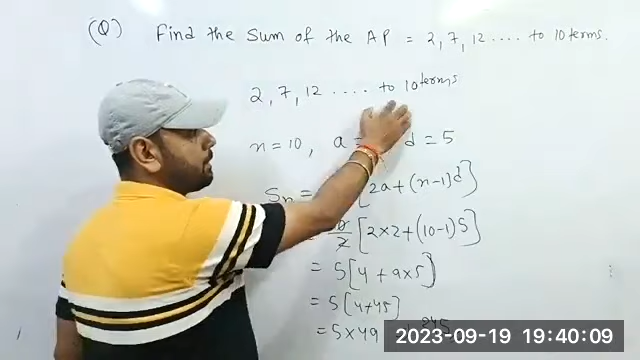 (Q) Find the Sum of the AP = 2, 7, 12 .... to 10 terms.
2, 7, 12 .... to 10 terms
n = 10, a = d = 5
Sn = [2a + (n-1)d]
2 [2×2 + (10-1)5]
= 5[4 + 9×5]
= 5[4+45]
= 5×49 245
2023-09-19 19:40:09